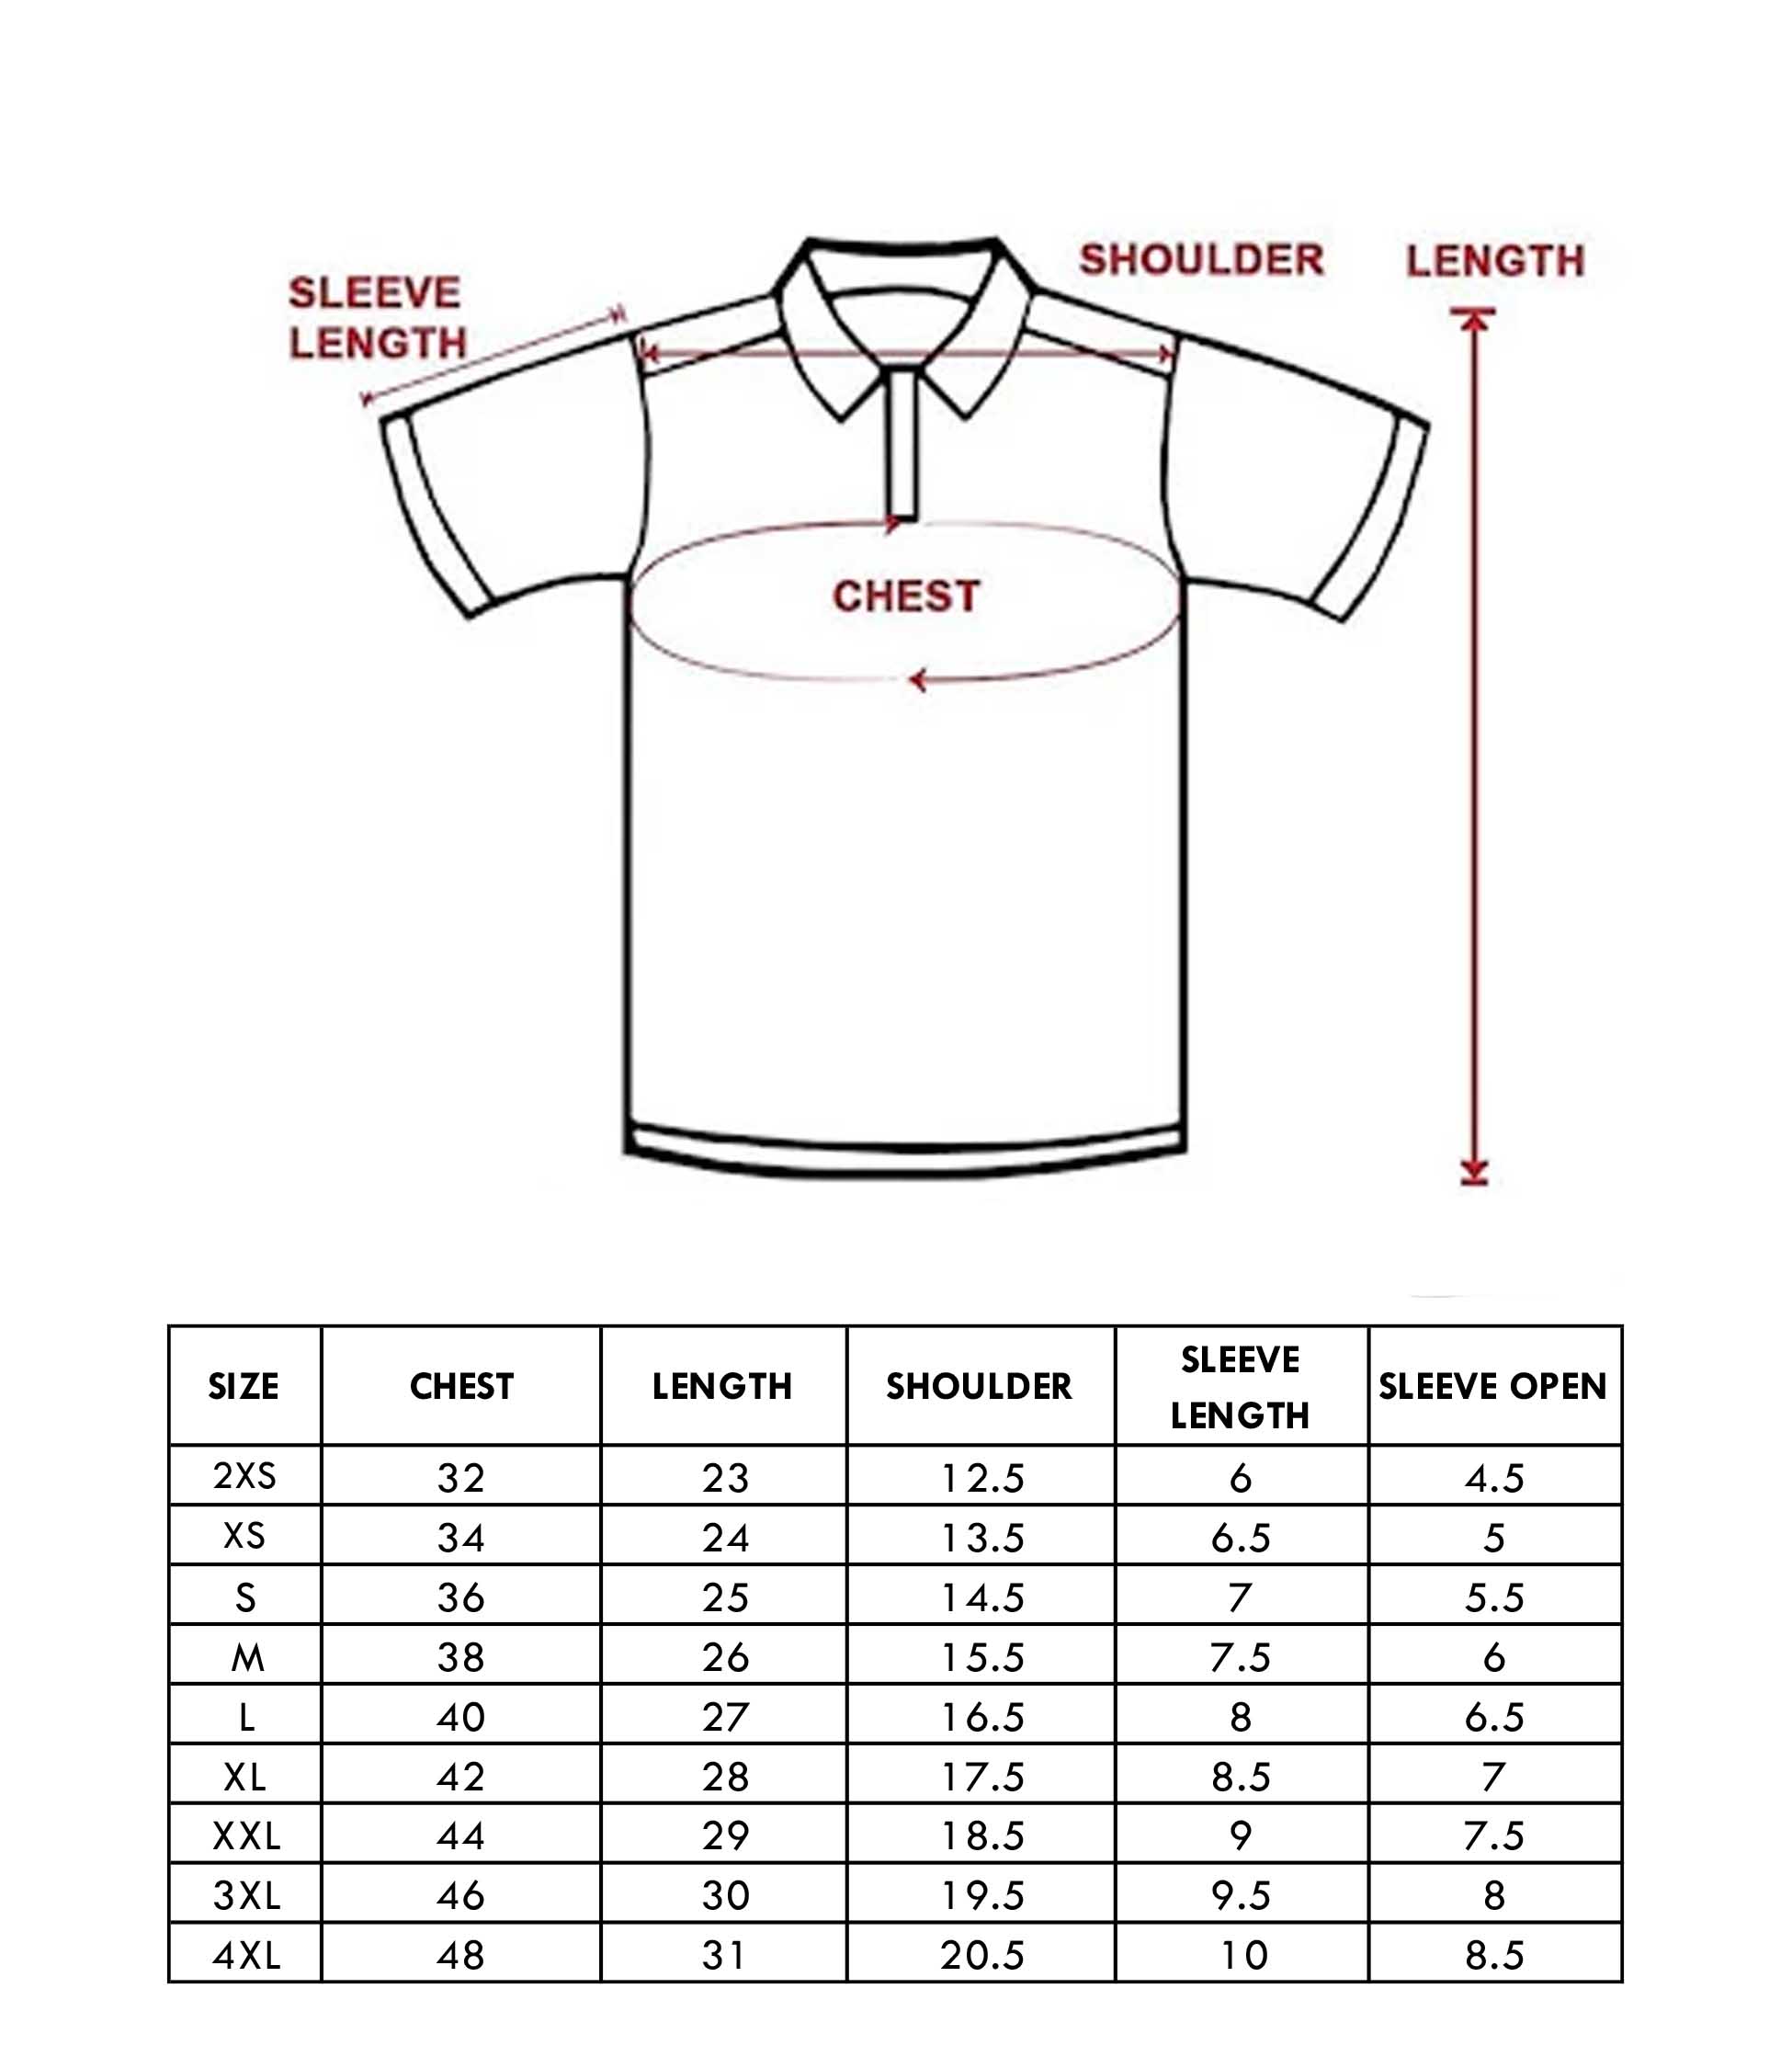 SLEEVE
LENGTH
SHOULDER
LENGTH
CHEST
SIZE CHEST LENGTH SHOULDER SLEEVE LENGTH SLEEVE OPEN
2XS 32 23 12.5 6 4.5
XS 34 24 13.5 6.5 5
S 36 25 14.5 7 5.5
M 38 26 15.5 7.5 6
L 40 27 16.5 8 6.5
XL 42 28 17.5 8.5 7
XXL 44 29 18.5 9 7.5
3XL 46 30 19.5 9.5 8
4XL 48 31 20.5 10 8.5